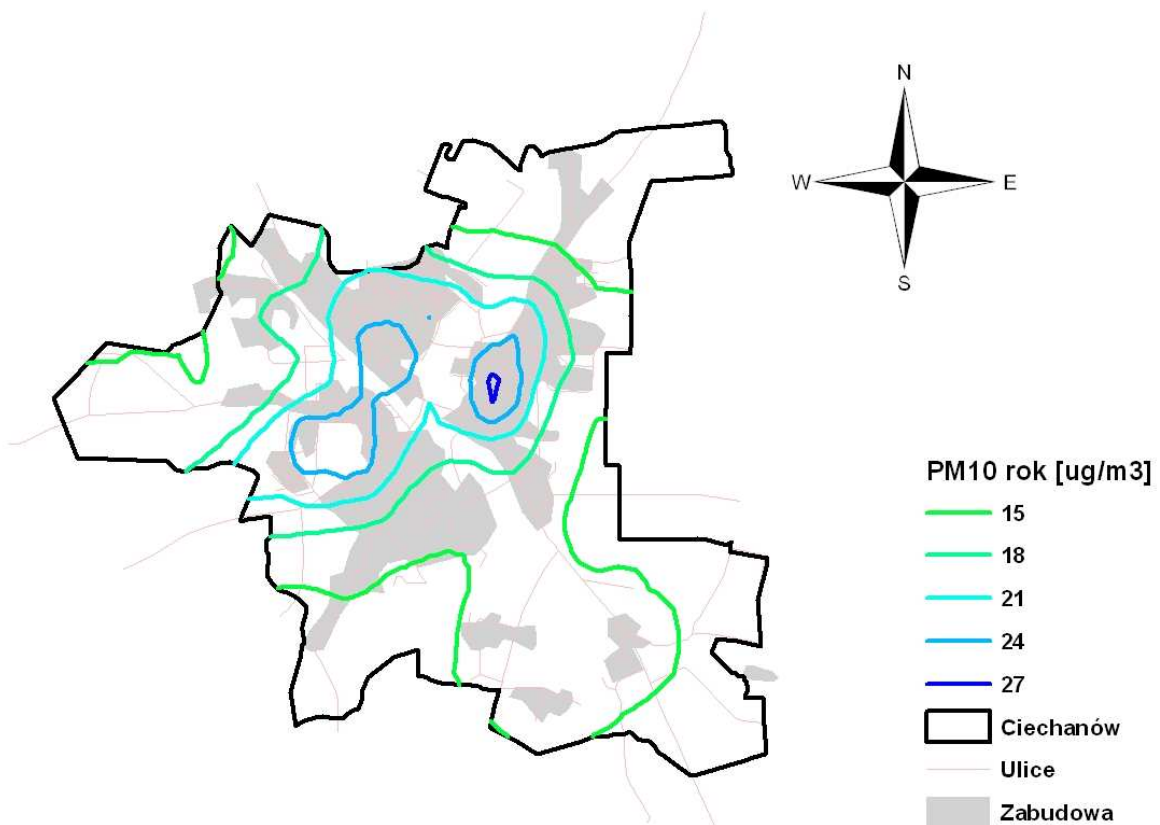 N
W
E
S
PM10 rok [ug/m3]
15
18
21
24
27
Ciechanów
Ulice
Zabudowa